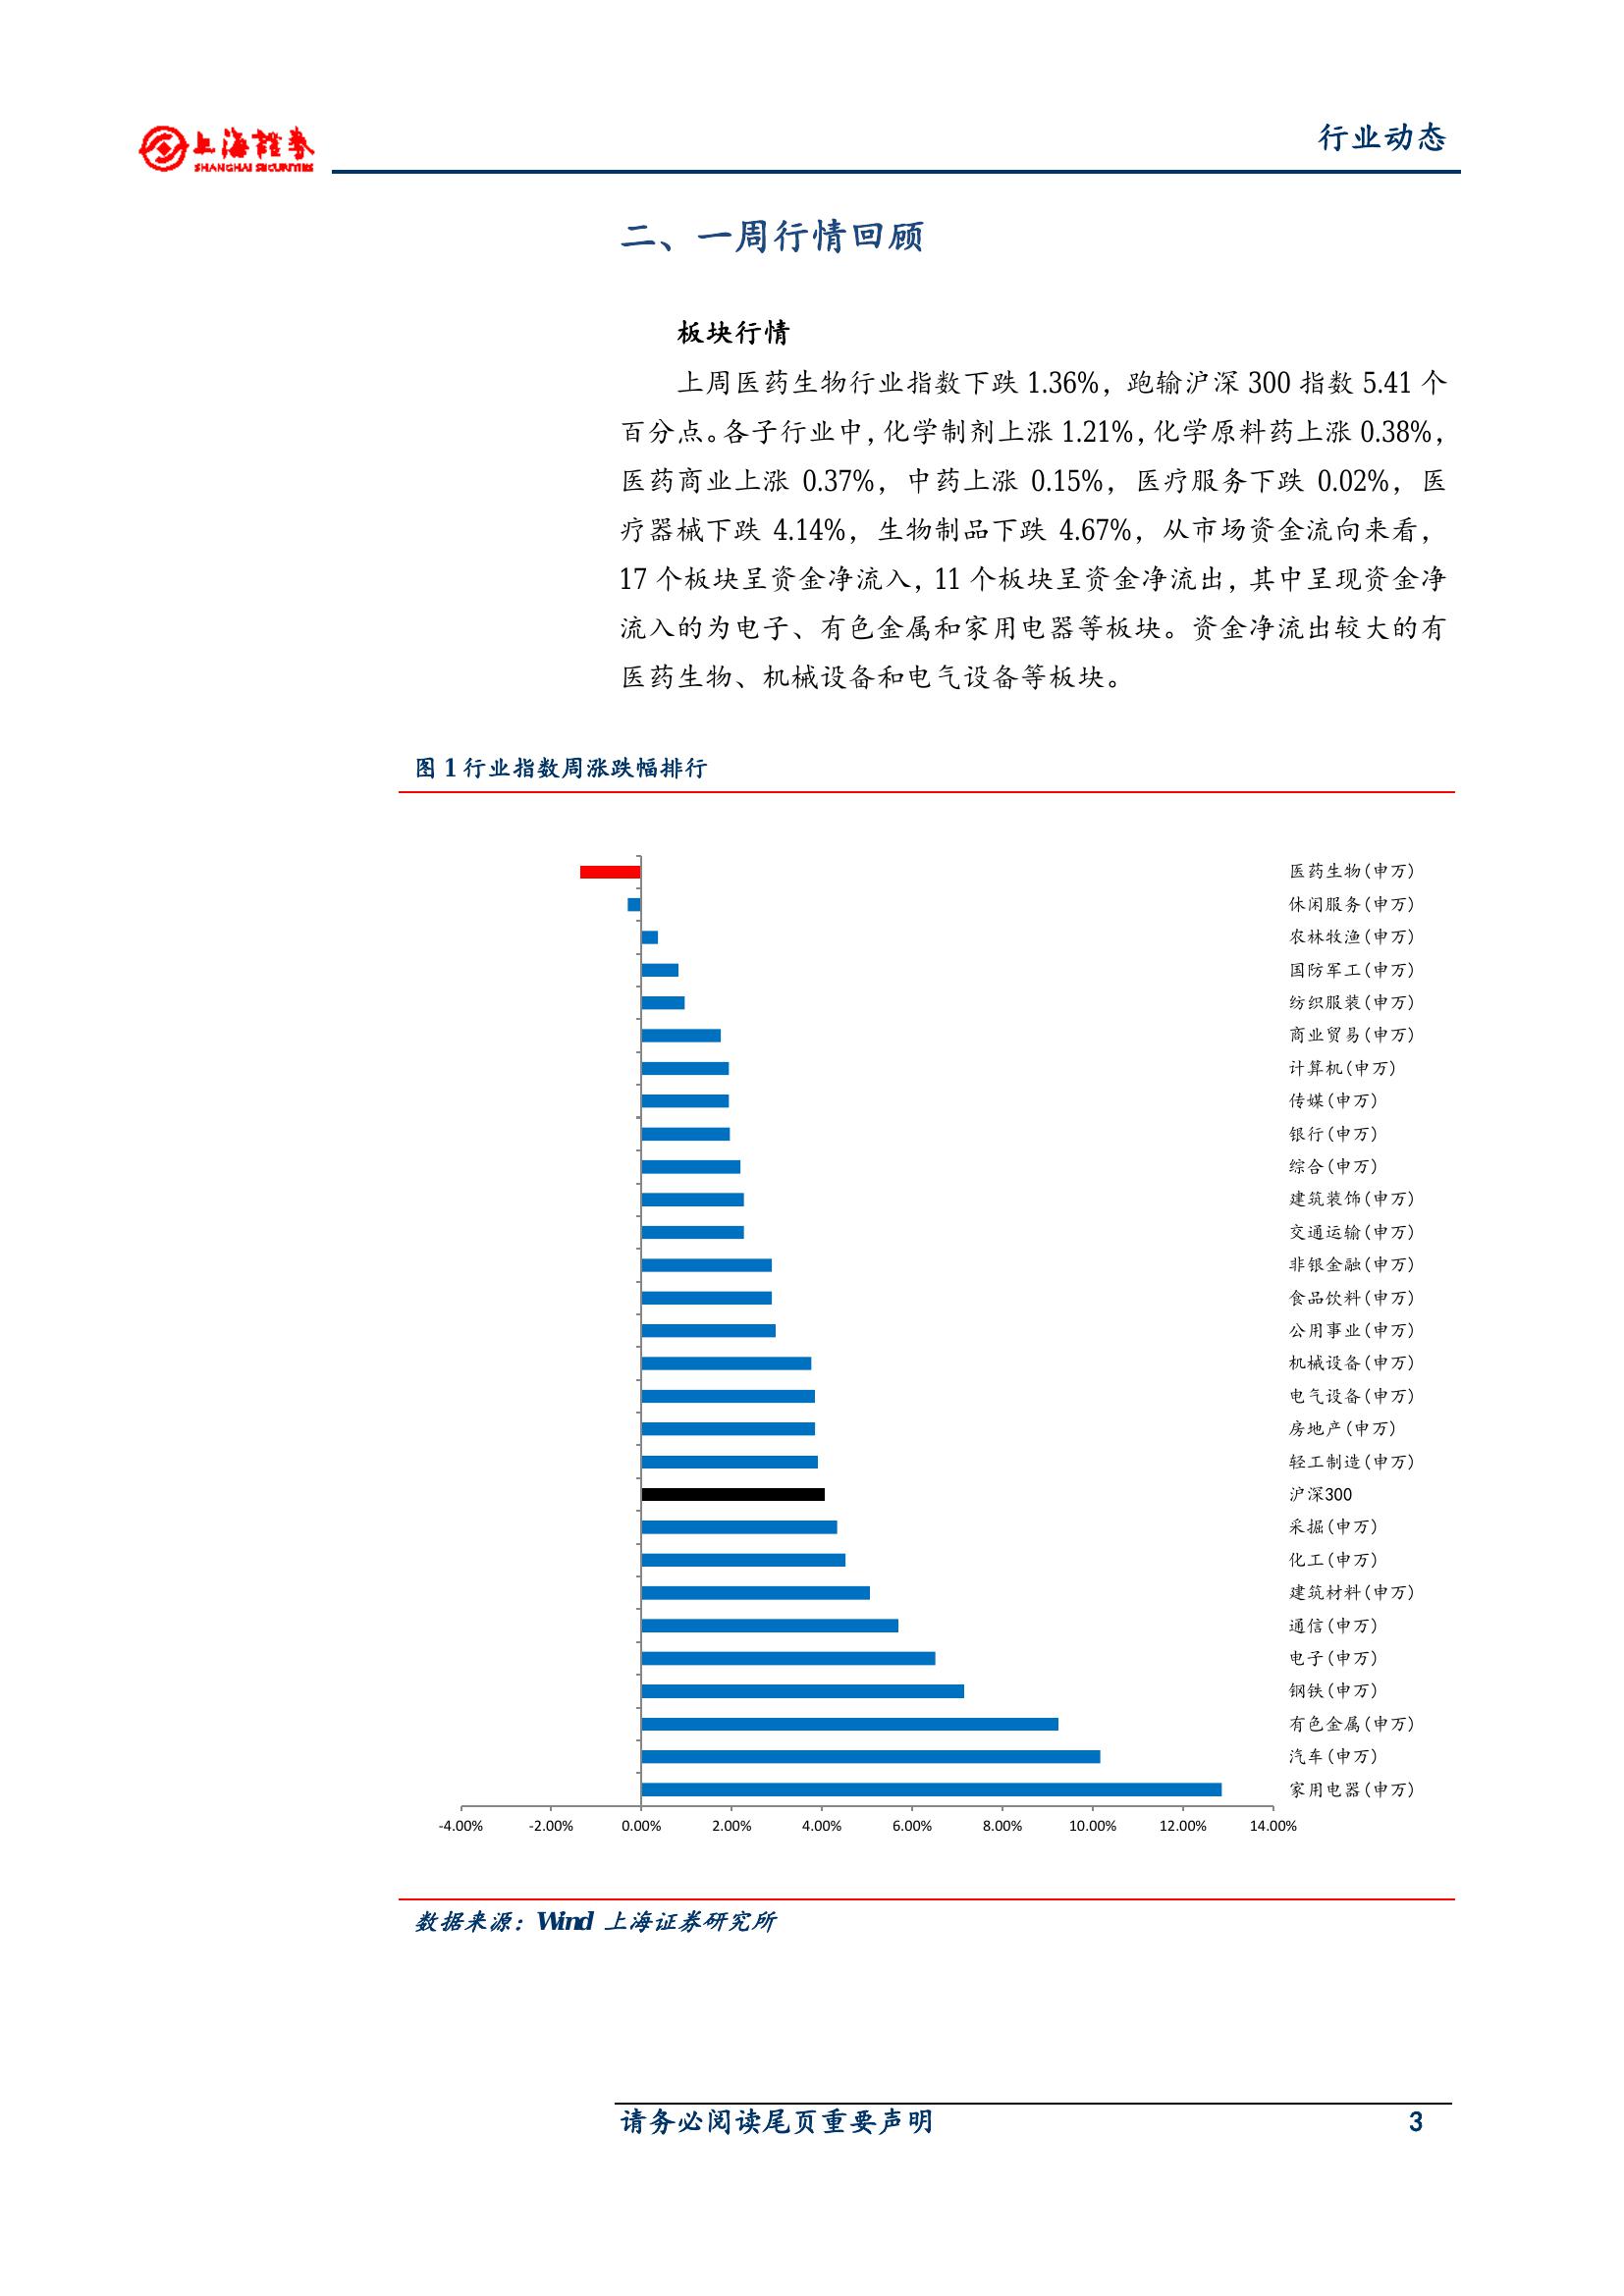 上海證券
SHANGHAI SECURITIES
行业动态
二、一周行情回顾
板块行情
上周医药生物行业指数下跌 1.36%，跑输沪深 300 指数 5.41 个
百分点。各子行业中，化学制剂上涨 1.21%，化学原料药上涨 0.38%，
医药商业上涨 0.37%，中药上涨 0.15%，医疗服务下跌 0.02%，医
疗器械下跌 4.14%，生物制品下跌 4.67%，从市场资金流向来看，
17 个板块呈资金净流入，11 个板块呈资金净流出，其中呈现资金净
流入的为电子、有色金属和家用电器等板块。资金净流出较大的有
医药生物、机械设备和电气设备等板块。
图 1 行业指数周涨跌幅排行
医药生物(申万)
休闲服务(申万)
农林牧渔(申万)
国防军工(申万)
纺织服装(申万)
商业贸易(申万)
计算机(申万)
传媒(申万)
银行(申万)
综合(申万)
建筑装饰(申万)
交通运输(申万)
非银金融(申万)
食品饮料(申万)
公用事业(申万)
机械设备(申万)
电气设备(申万)
房地产(申万)
轻工制造(申万)
沪深300
采掘(申万)
化工(申万)
建筑材料(申万)
通信(申万)
电子(申万)
钢铁(申万)
有色金属(申万)
汽车(申万)
家用电器(申万)
-4.00% -2.00% 0.00% 2.00% 4.00% 6.00% 8.00% 10.00% 12.00% 14.00%
数据来源：Wind 上海证券研究所
请务必阅读尾页重要声明 3